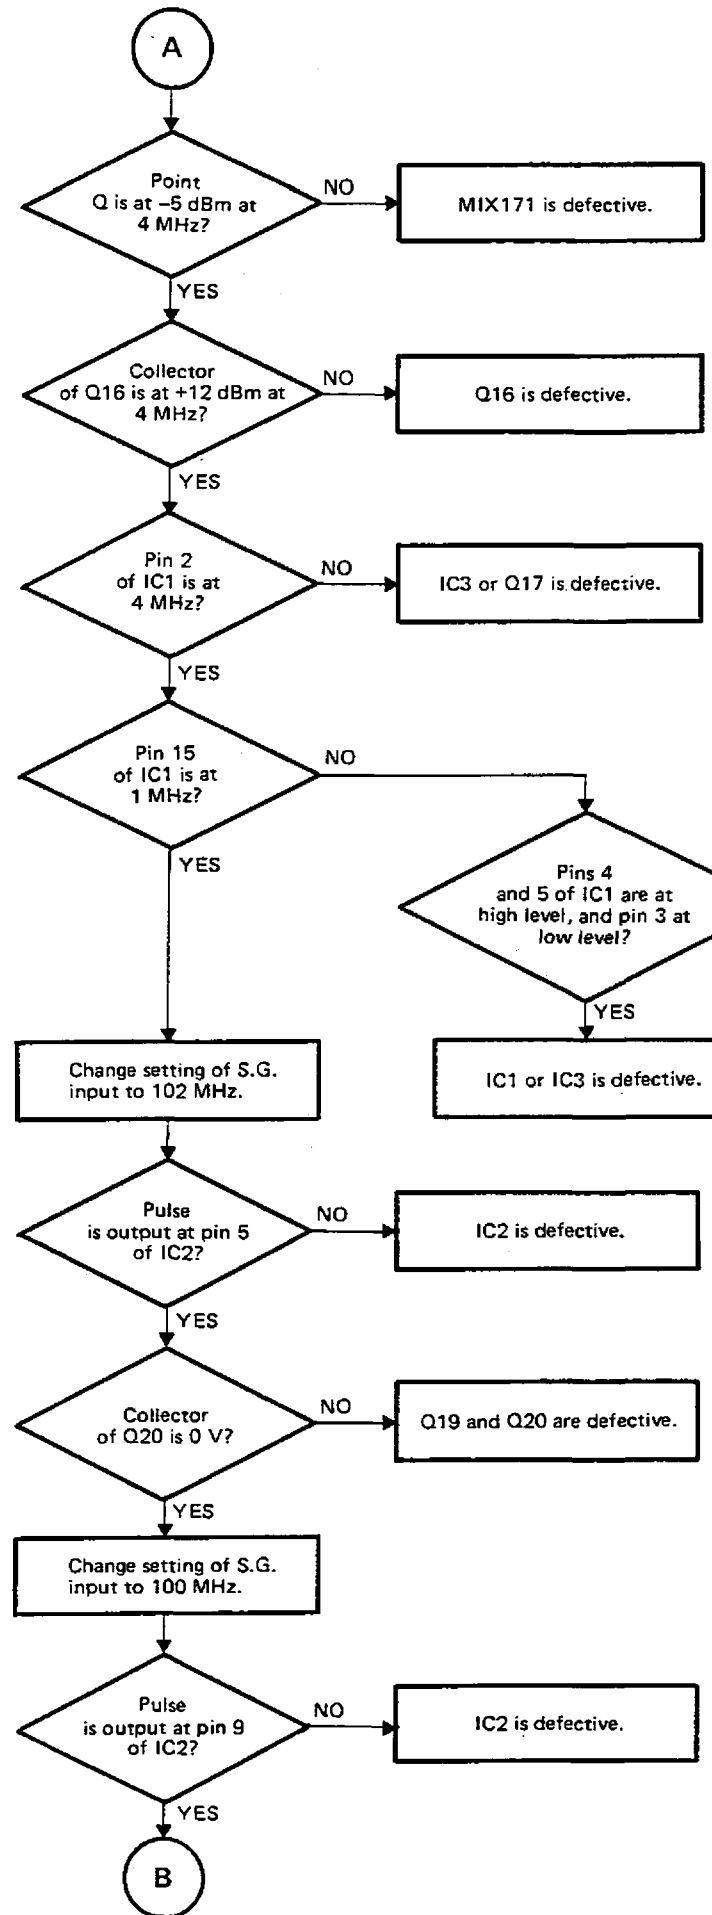 A
Point
Q is at –5 dBm at
4 MHz?
NO
MIX171 is defective.
YES
Collector
of Q16 is at +12 dBm at
4 MHz?
NO
Q16 is defective.
YES
Pin 2
of IC1 is at
4 MHz?
NO
IC3 or Q17 is defective.
YES
Pin 15
of IC1 is at
1 MHz?
NO
YES
Pins 4
and 5 of IC1 are at
high level, and pin 3 at
low level?
YES
IC1 or IC3 is defective.
Change setting of S.G.
input to 102 MHz.
Pulse
is output at pin 5
of IC2?
NO
IC2 is defective.
YES
Collector
of Q20 is 0 V?
NO
Q19 and Q20 are defective.
YES
Change setting of S.G.
input to 100 MHz.
Pulse
is output at pin 9
of IC2?
NO
IC2 is defective.
YES
B